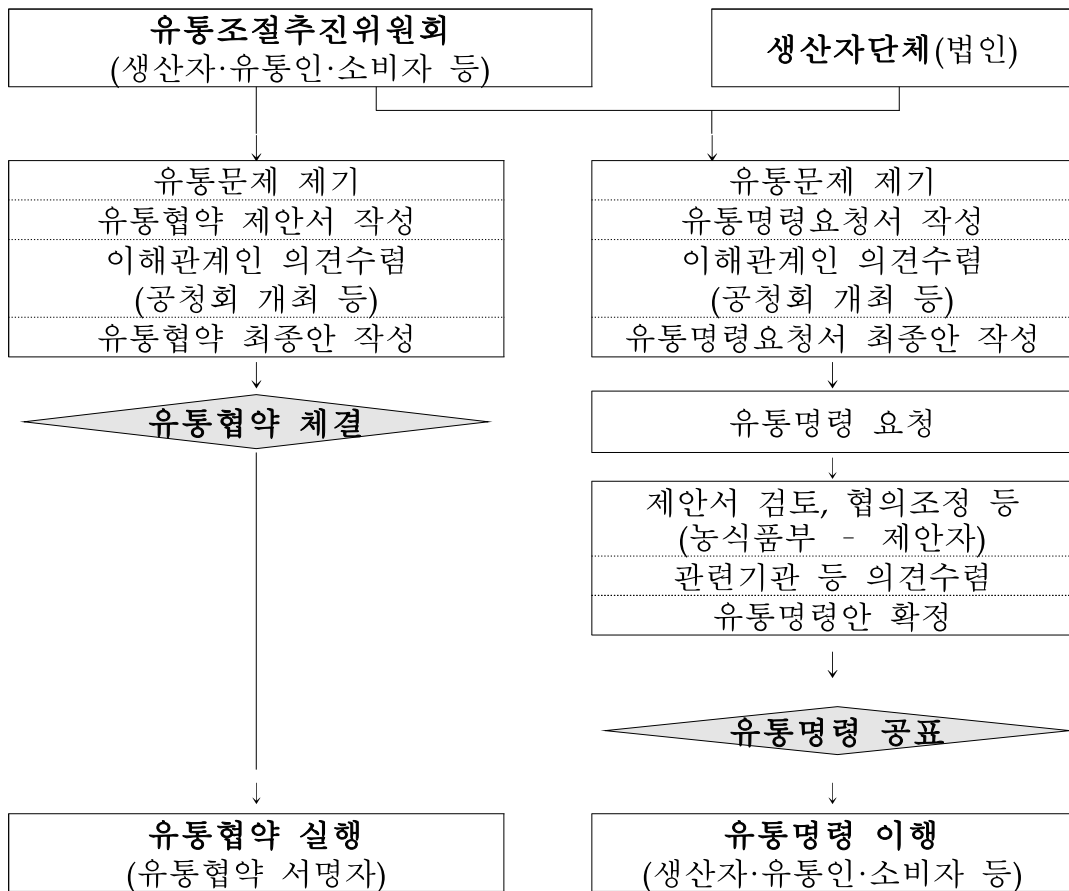 유통조절추진위원회
(생산자·유통인·소비자 등)
생산자단체(법인)
유통문제 제기
유통협약 제안서 작성
이해관계인 의견수렴
(공청회 개최 등)
유통협약 최종안 작성
유통협약 체결
유통협약 실행
(유통협약 서명자)
유통문제 제기
유통명령요청서 작성
이해관계인 의견수렴
(공청회 개최 등)
유통명령요청서 최종안 작성
유통명령 요청
제안서 검토, 협의조정 등
(농식품부 - 제안자)
관련기관 등 의견수렴
유통명령안 확정
유통명령 공표
유통명령 이행
(생산자·유통인·소비자 등)